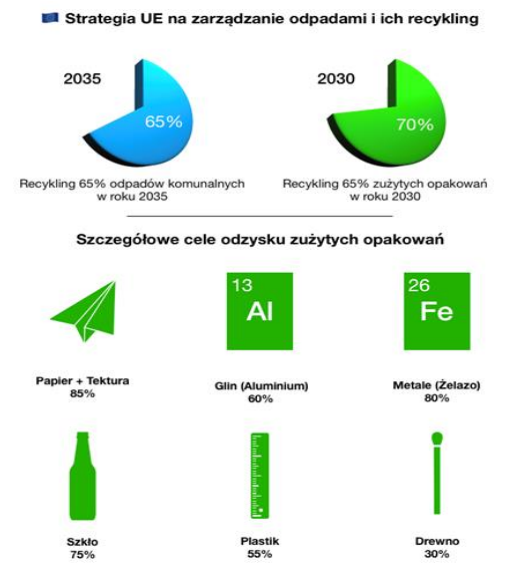 Strategia UE na zarządzanie odpadami i ich recykling
2035
65%
2030
70%
Recykling 65% odpadów komunalnych
w roku 2035
Recykling 65% zużytych opakowań
w roku 2030
Szczegółowe cele odzysku zużytych opakowań
13
Al
26
Fe
Papier + Tektura
85%
Glin (Aluminium)
60%
Metale (Żelazo)
80%
Szkło
75%
Plastik
55%
Drewno
30%